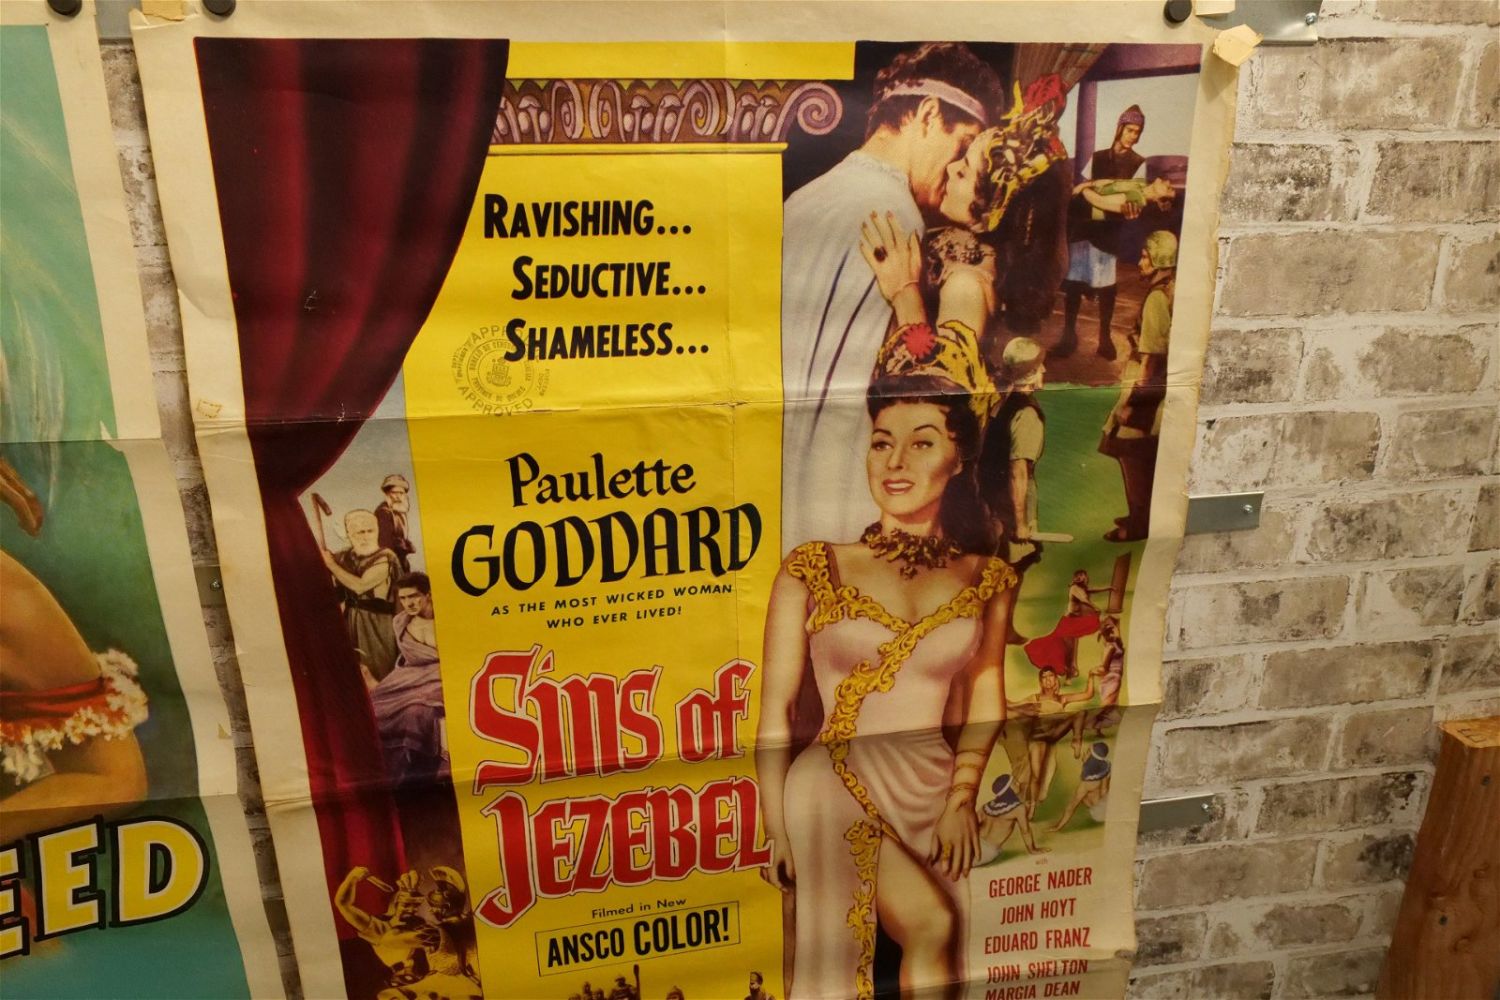 RAVISHING...
SEDUCTIVE...
SHAMELESS...
APPROVED
Paulette
GODDARD
AS THE MOST WICKED WOMAN
WHO EVER LIVED!
Sins of
JEZEBEL
Filmed in New
ANSCO COLOR!
with
GEORGE NADER
JOHN HOYT
EDUARD FRANZ
JOHN SHELTON
MARGIA DEAN
EED